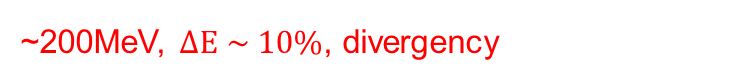 ~200MeV, ΔE ~ 10%, divergency